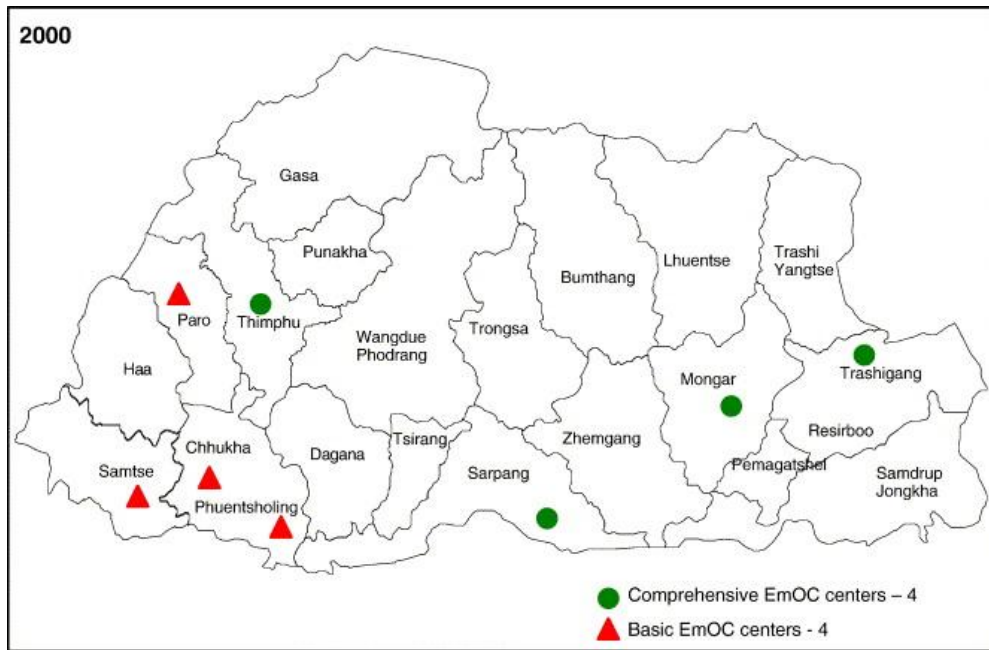 2000
Gasa
Punakha
Bumthang
Lhuentse
Trashi
Yangtse
Paro
Thimphu
Wangdue
Phodrang
Trongsa
Haa
Mongar
Trashigang
Chhukha
Dagana
Tsirang
Zhemgang
Resirboo
Samtse
Sarpang
Pemagatshel
Samdrup
Jongkha
Phuentsholing
Comprehensive EmOC centers – 4
Basic EmOC centers - 4